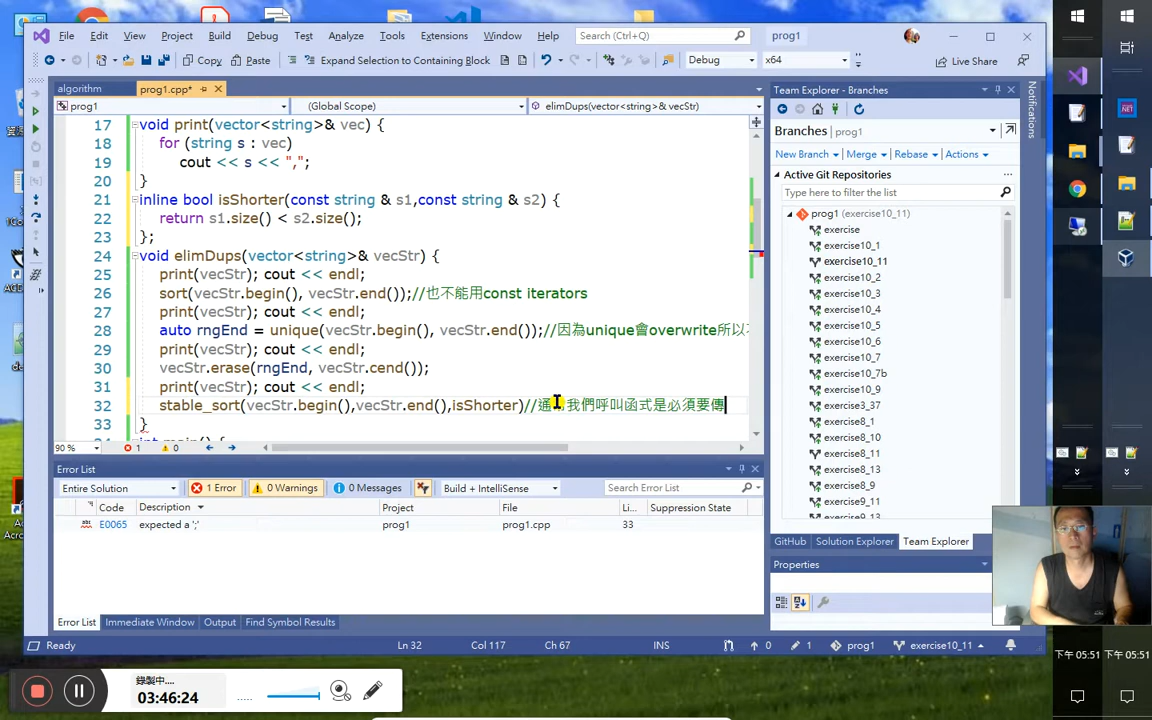 File Edit View Project Build Debug Test Analyze Tools Extensions Window Help Search (Ctrl+Q) prog1
Copy Paste Expand Selection to Containing Block Debug x64 Live Share
algorithm prog1.cpp*
prog1 (Global Scope) elimDups(vector<string>& vecStr)
17 void print(vector<string>& vec) {
18 for (string s : vec)
19 cout << s << ",";
20 }
21 inline bool isShorter(const string & s1,const string & s2) {
22 return s1.size() < s2.size();
23 };
24 void elimDups(vector<string>& vecStr) {
25 print(vecStr); cout << endl;
26 sort(vecStr.begin(), vecStr.end());//也不能用const iterators
27 print(vecStr); cout << endl;
28 auto rngEnd = unique(vecStr.begin(), vecStr.end());//因為unique會overwrite所以
29 print(vecStr); cout << endl;
30 vecStr.erase(rngEnd, vecStr.cend());
31 print(vecStr); cout << endl;
32 stable_sort(vecStr.begin(),vecStr.end(),isShorter)//通 我們呼叫函式是必須要傳
33 }
90 % 1 0
Error List
Entire Solution 1 Error 0 Warnings 0 Messages Build + IntelliSense Search Error List
Code Description Project File Li... Suppression State
E0065 expected a ';' prog1 prog1.cpp 33
Error List Immediate Window Output Find Symbol Results
Team Explorer - Branches
Branches prog1
New Branch Merge Rebase Actions
Active Git Repositories
Type here to filter the list
prog1 (exercise10_11)
exercise
exercise10_1
exercise10_11
exercise10_2
exercise10_3
exercise10_4
exercise10_5
exercise10_6
exercise10_7
exercise10_7b
exercise10_9
exercise3_37
exercise8_1
exercise8_10
exercise8_11
exercise8_13
exercise8_9
exercise9_11
GitHub Solution Explorer Team Explorer
Properties
Notifications
Ready Ln 32 Col 117 Ch 67 INS 0 1 prog1 exercise10_11
錄製中...
03:46:24
下午 05:51 下午 05:51